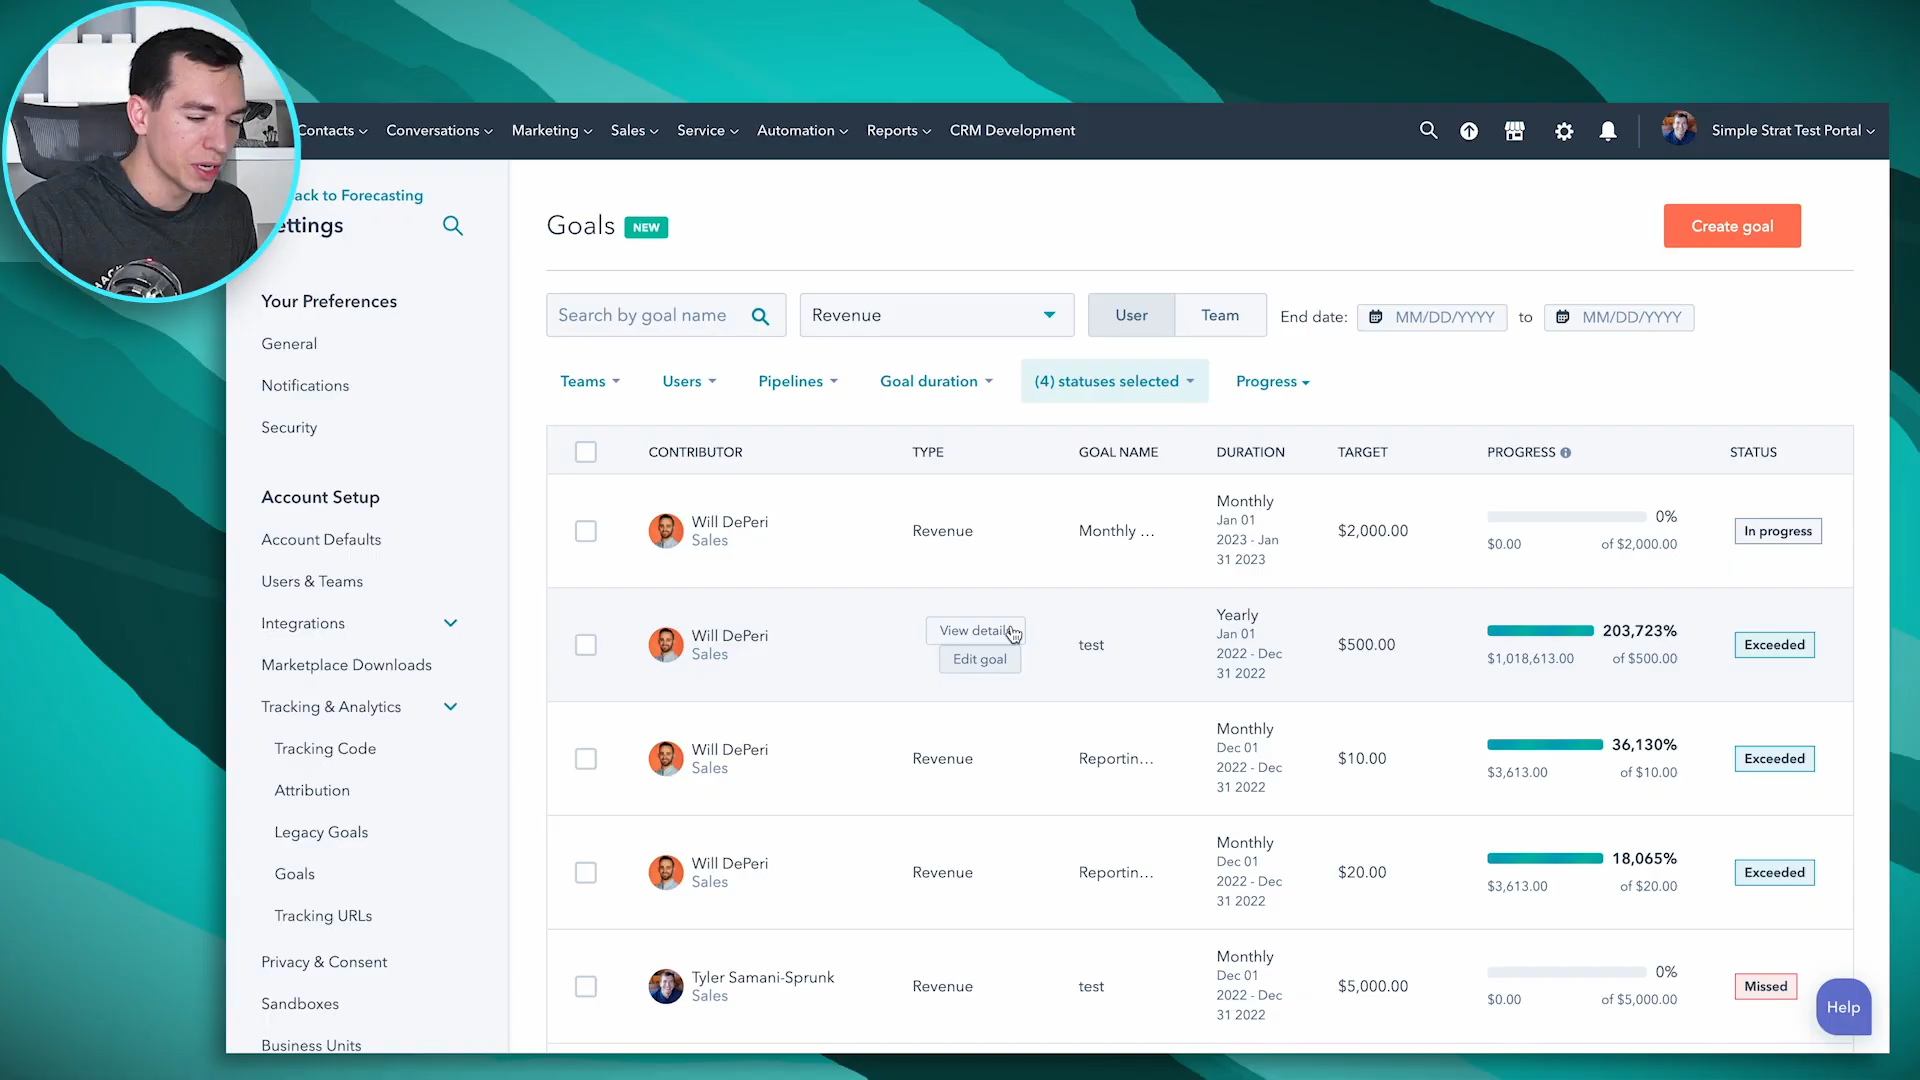 Contacts
Conversations
Marketing
Sales
Service
Automation
Reports
CRM Development
Simple Strat Test Portal
ack to Forecasting
ettings
Your Preferences
General
Notifications
Security
Account Setup
Account Defaults
Users & Teams
Integrations
Marketplace Downloads
Tracking & Analytics
Tracking Code
Attribution
Legacy Goals
Goals
Tracking URLs
Privacy & Consent
Sandboxes
Business Units
Goals NEW
Create goal
Search by goal name
Revenue
User
Team
End date: MM/DD/YYYY to MM/DD/YYYY
Teams
Users
Pipelines
Goal duration
(4) statuses selected
Progress
CONTRIBUTOR TYPE GOAL NAME DURATION TARGET PROGRESS STATUS
Will DePeri
Sales
Revenue
Monthly ...
Monthly
Jan 01
2023 - Jan
31 2023
$2,000.00
0%
$0.00 of $2,000.00
In progress
Will DePeri
Sales
View details
Edit goal
test
Yearly
Jan 01
2022 - Dec
31 2022
$500.00
203,723%
$1,018,613.00 of $500.00
Exceeded
Will DePeri
Sales
Revenue
Reportin...
Monthly
Dec 01
2022 - Dec
31 2022
$10.00
36,130%
$3,613.00 of $10.00
Exceeded
Will DePeri
Sales
Revenue
Reportin...
Monthly
Dec 01
2022 - Dec
31 2022
$20.00
18,065%
$3,613.00 of $20.00
Exceeded
Tyler Samani-Sprunk
Sales
Revenue
test
Monthly
Dec 01
2022 - Dec
31 2022
$5,000.00
0%
$0.00 of $5,000.00
Missed
Help